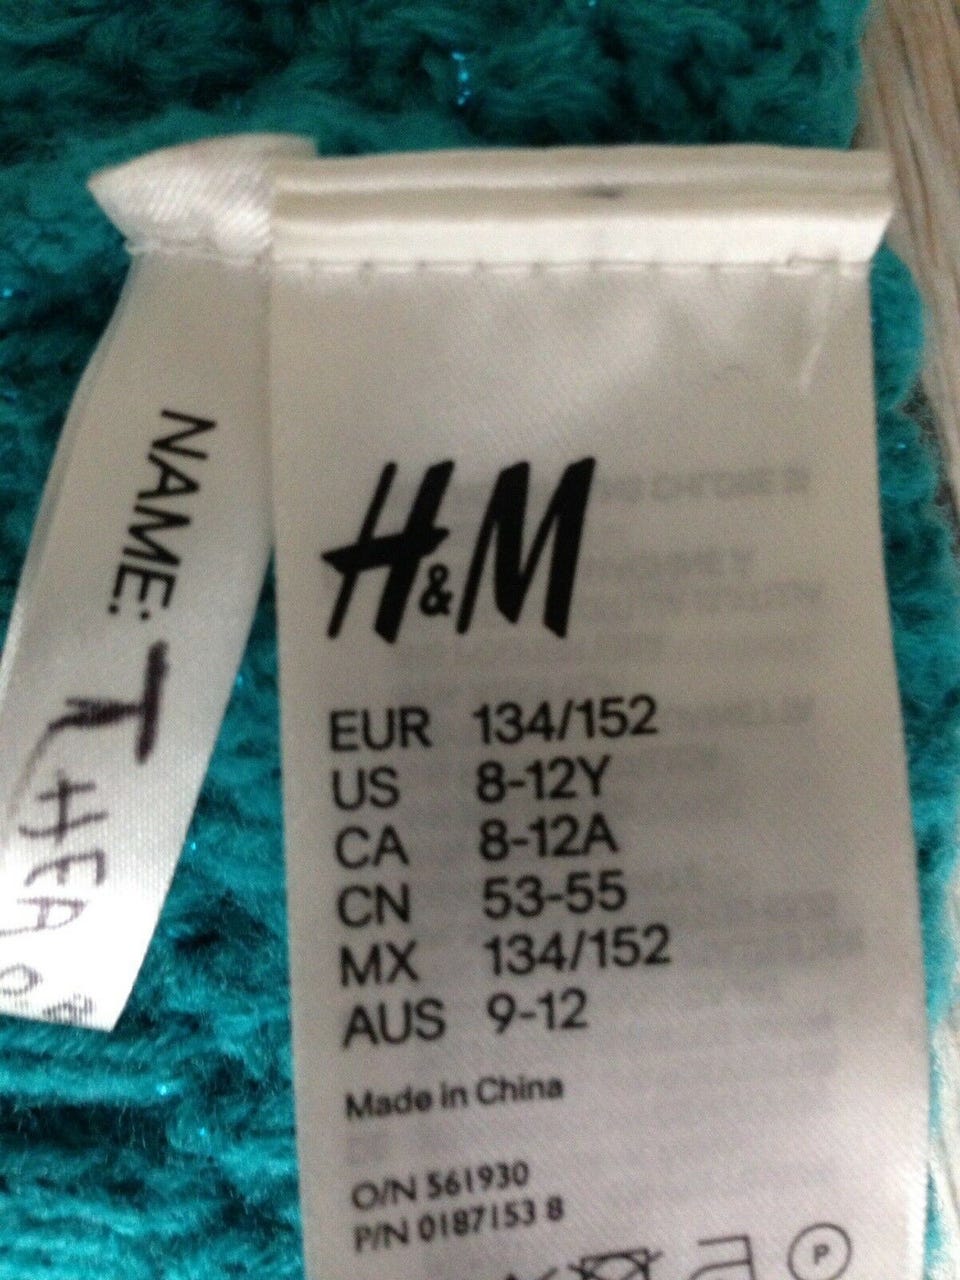 NAME: THEA
H&M
EUR 134/152
US 8-12Y
CA 8-12A
CN 53-55
MX 134/152
AUS 9-12
Made in China
O/N 561930
P/N 0187153 8
P